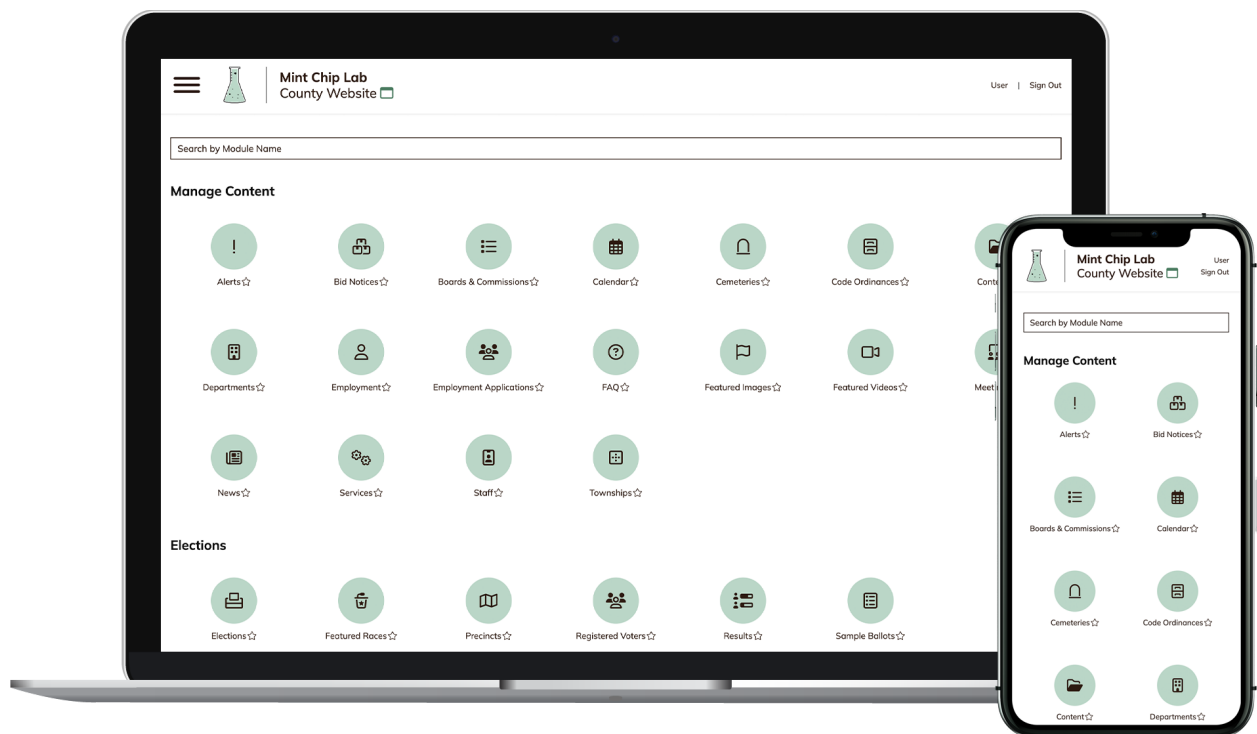 Mint Chip Lab
County Website
User | Sign Out
Search by Module Name
Manage Content
Alerts
Bid Notices
Boards & Commissions
Calendar
Cemeteries
Code Ordinances
Conte
Departments
Employment
Employment Applications
FAQ
Featured Images
Featured Videos
Meeti
News
Services
Staff
Townships
Elections
Elections
Featured Races
Precincts
Registered Voters
Results
Sample Ballots
Mint Chip Lab
County Website
User
Sign Out
Search by Module Name
Manage Content
Alerts
Bid Notices
Boards & Commissions
Calendar
Cemeteries
Code Ordinances
Content
Departments